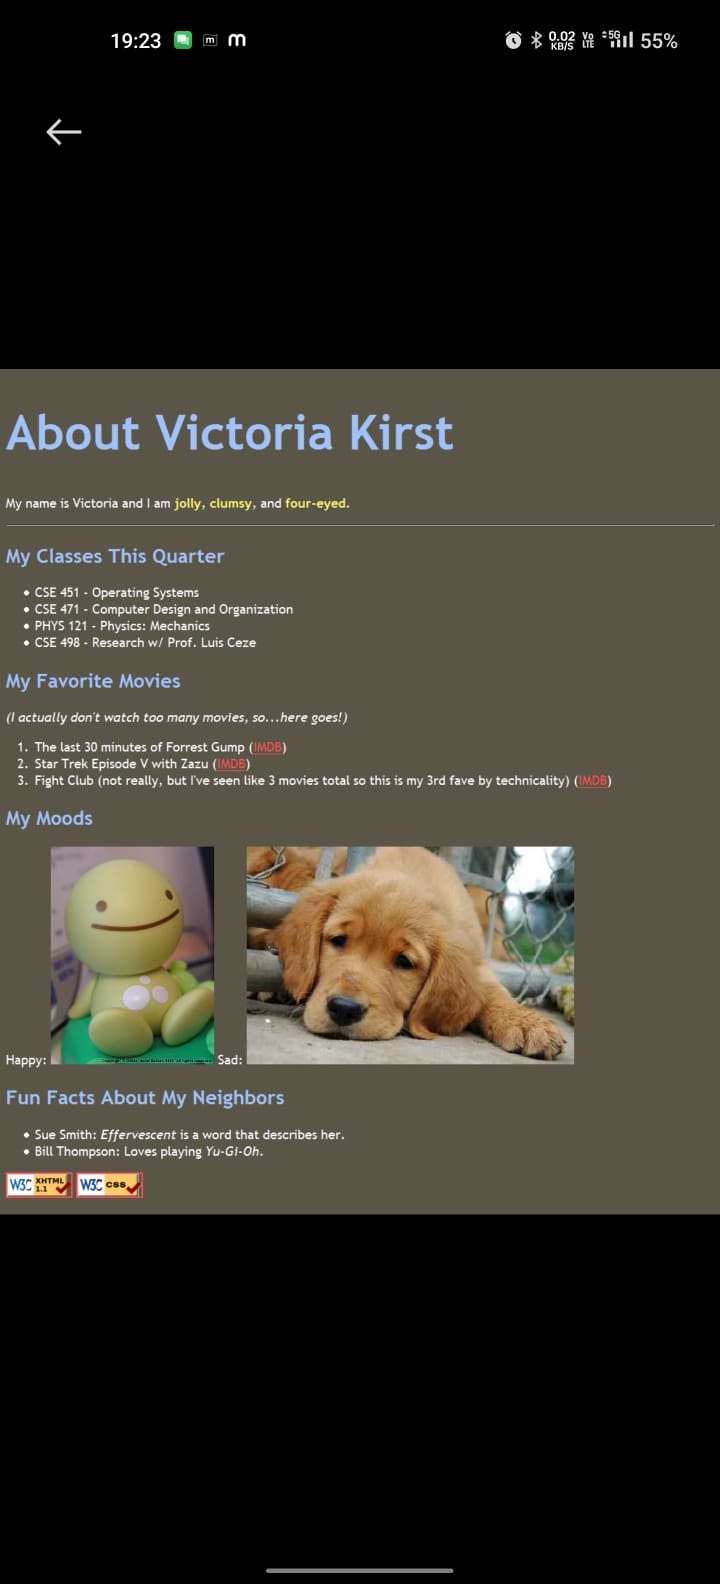 19:23 m m 0.02 KB/S Vo LTE 5G 55%
About Victoria Kirst
My name is Victoria and I am jolly, clumsy, and four-eyed.
My Classes This Quarter
• CSE 451 - Operating Systems
• CSE 471 - Computer Design and Organization
• PHYS 121 - Physics: Mechanics
• CSE 498 - Research w/ Prof. Luis Ceze
My Favorite Movies
(I actually don't watch too many movies, so...here goes!)
1. The last 30 minutes of Forrest Gump (IMDB)
2. Star Trek Episode V with Zazu (IMDB)
3. Fight Club (not really, but I've seen like 3 movies total so this is my 3rd fave by technicality) (IMDB)
My Moods
Happy: Sad:
Fun Facts About My Neighbors
• Sue Smith: Effervescent is a word that describes her.
• Bill Thompson: Loves playing Yu-Gi-Oh.
W3C XHTML 1.1 W3C css